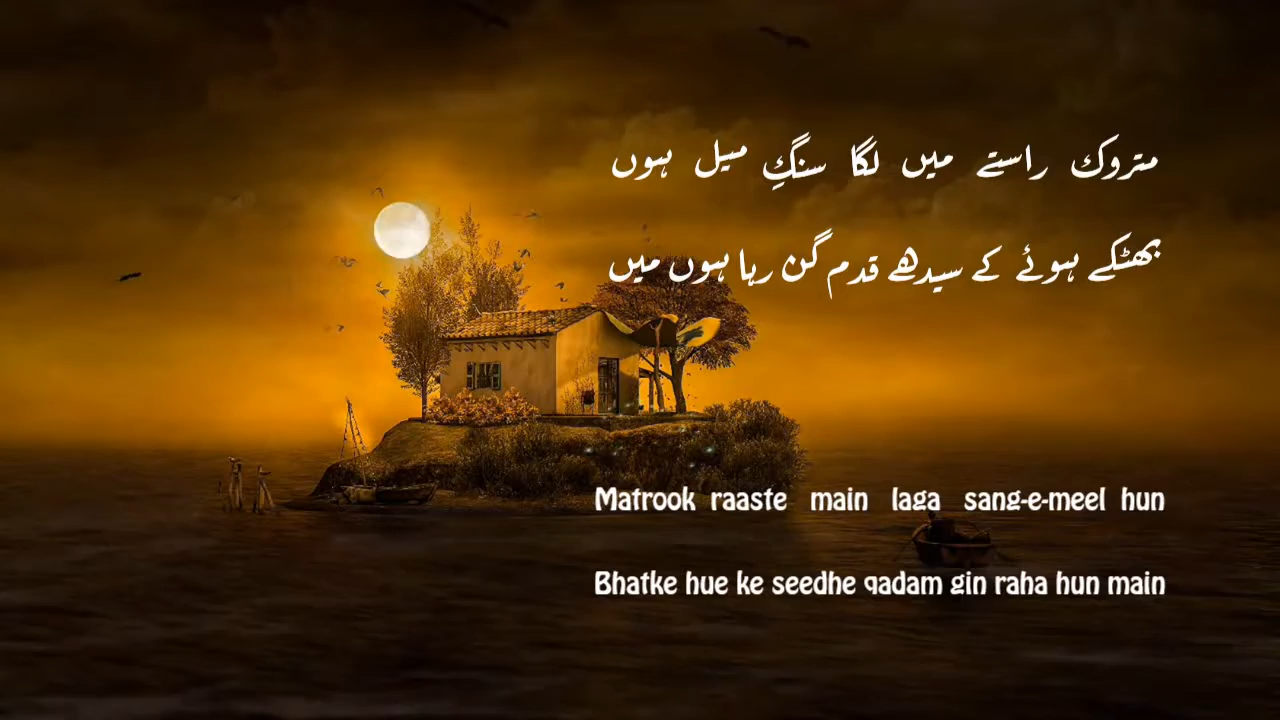 متروک راستے میں لگا سنگِ میل ہوں
بھٹکے ہوئے کے سیدھے قدم گن رہا ہوں میں
Matrook raaste main laga sang-e-meel hun
Bhatke hue ke seedhe qadam gin raha hun main